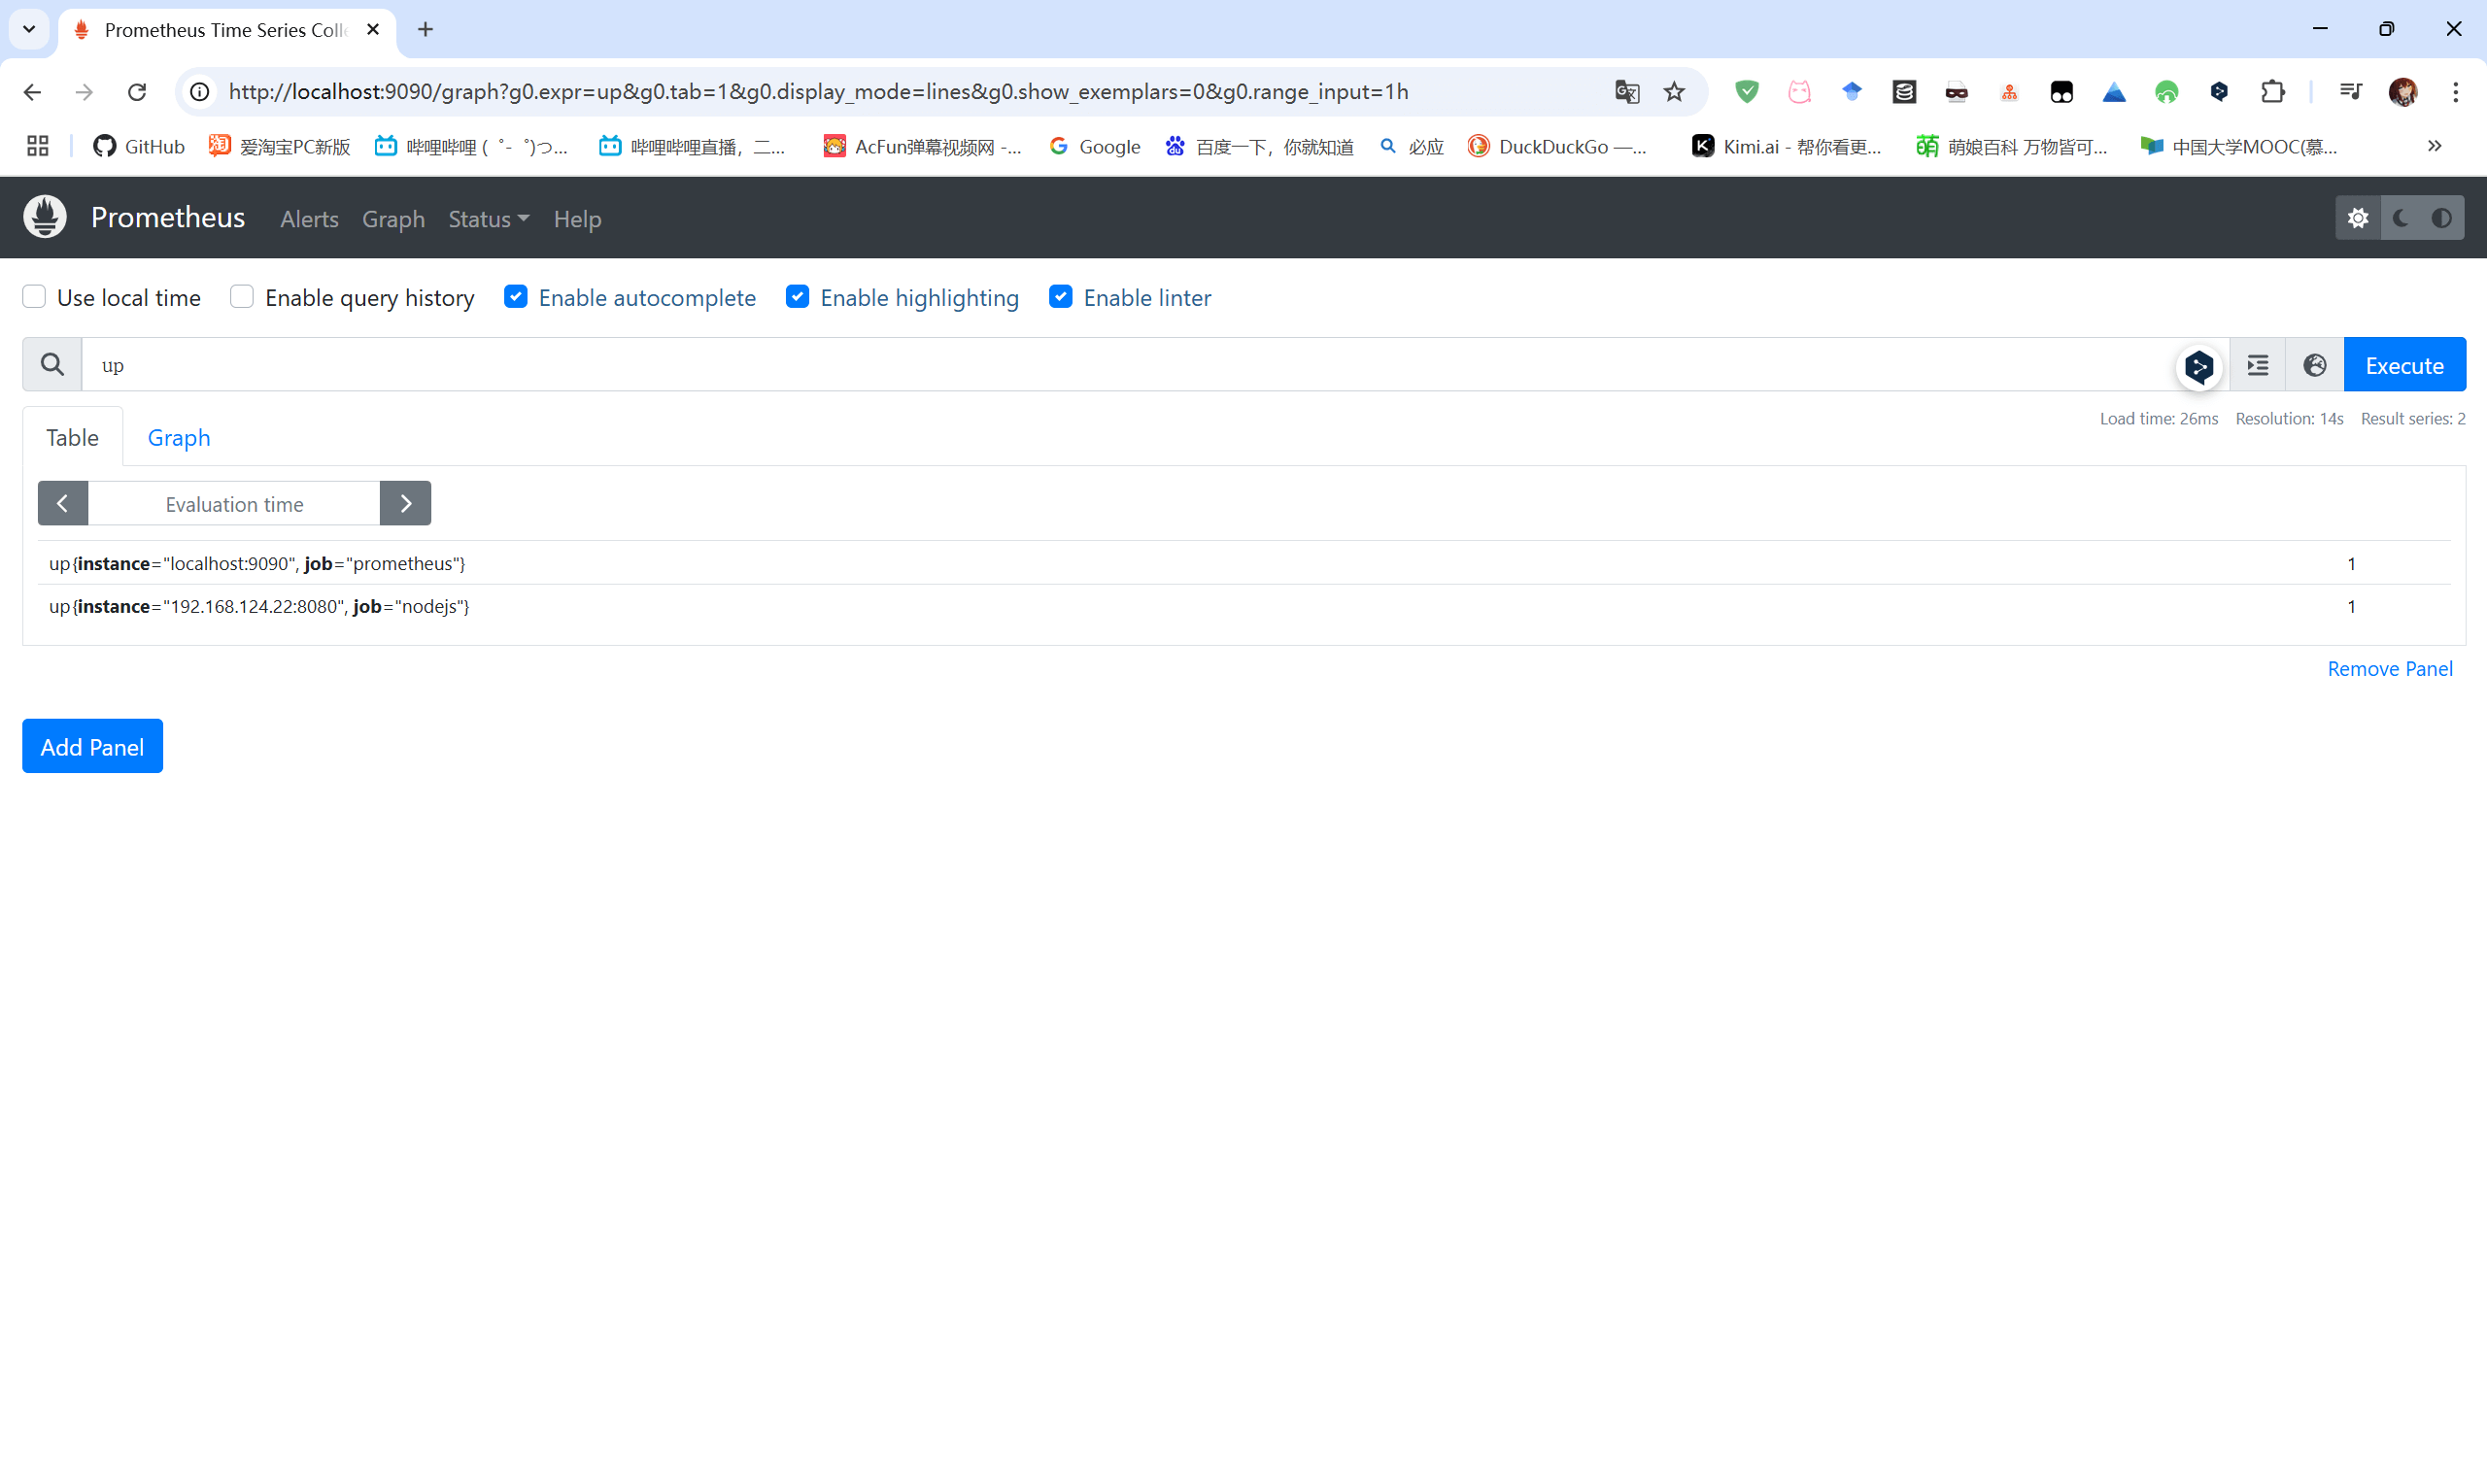 Prometheus Time Series Coll
http://localhost:9090/graph?g0.expr=up&g0.tab=1&g0.display_mode=lines&g0.show_exemplars=0&g0.range_input=1h
GitHub 爱淘宝PC新版 哔哩哔哩 ( ゜- ゜)つ... 哔哩哔哩直播，二... AcFun弹幕视频网 -... Google 百度一下，你就知道 必应 DuckDuckGo —... Kimi.ai - 帮你看更... 萌娘百科 万物皆可... 中国大学MOOC(慕...
Prometheus Alerts Graph Status Help
Use local time Enable query history Enable autocomplete Enable highlighting Enable linter
up Execute
Load time: 26ms Resolution: 14s Result series: 2
Table Graph
Evaluation time
up{instance="localhost:9090", job="prometheus"} 1
up{instance="192.168.124.22:8080", job="nodejs"} 1
Remove Panel
Add Panel